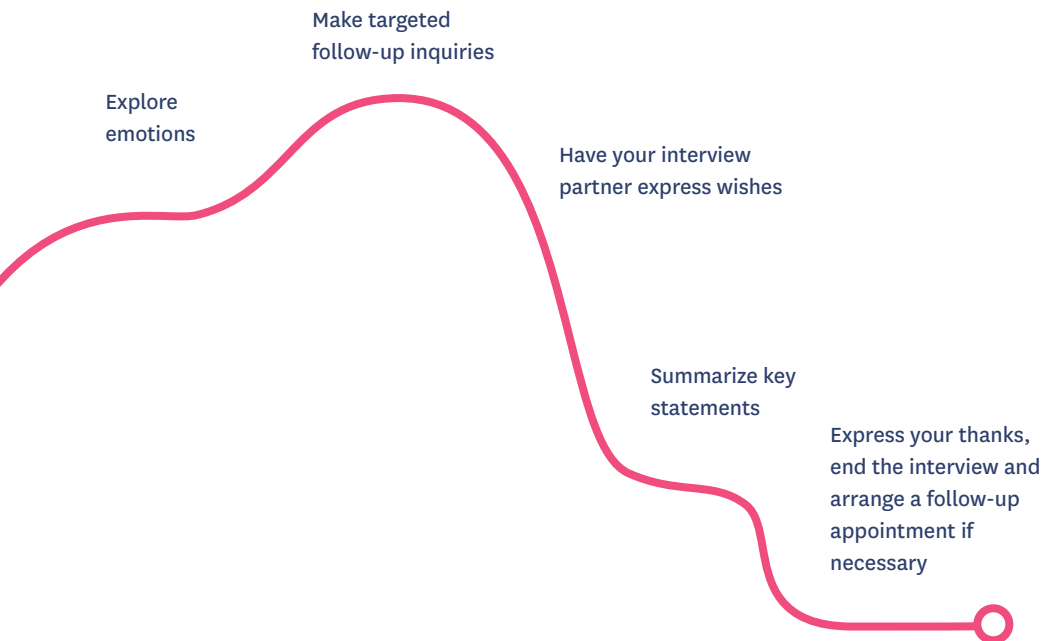 Make targeted
follow-up inquiries
Explore
emotions
Have your interview
partner express wishes
Summarize key
statements
Express your thanks,
end the interview and
arrange a follow-up
appointment if
necessary